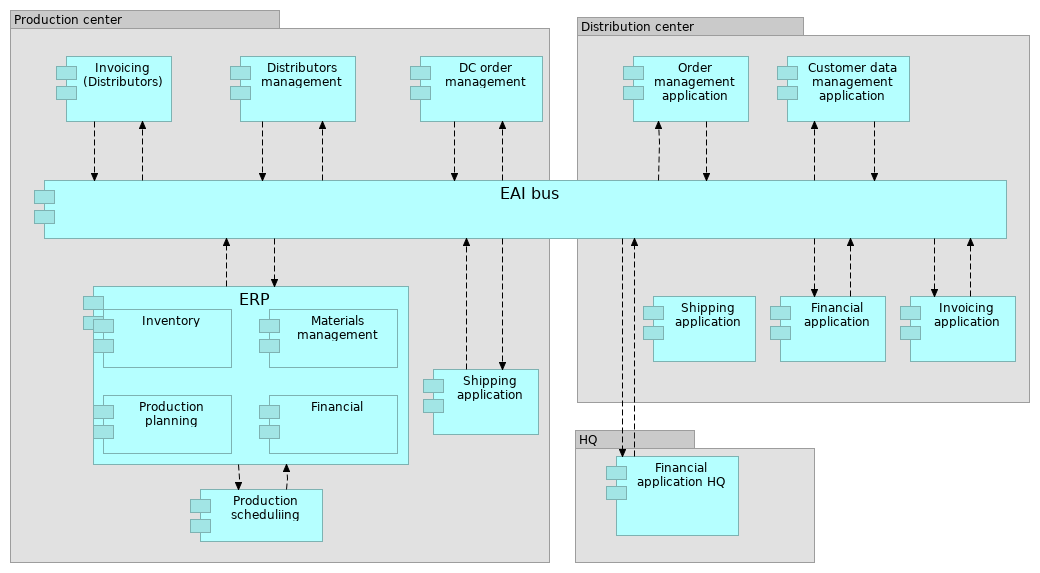 Production center
Distribution center
Invoicing
(Distributors)
Distributors
management
DC order
management
Order
management
application
Customer data
management
application
EAI bus
ERP
Inventory
Materials
management
Production
planning
Financial
Shipping
application
Production
scheduliing
Shipping
application
Financial
application
Invoicing
application
HQ
Financial
application HQ